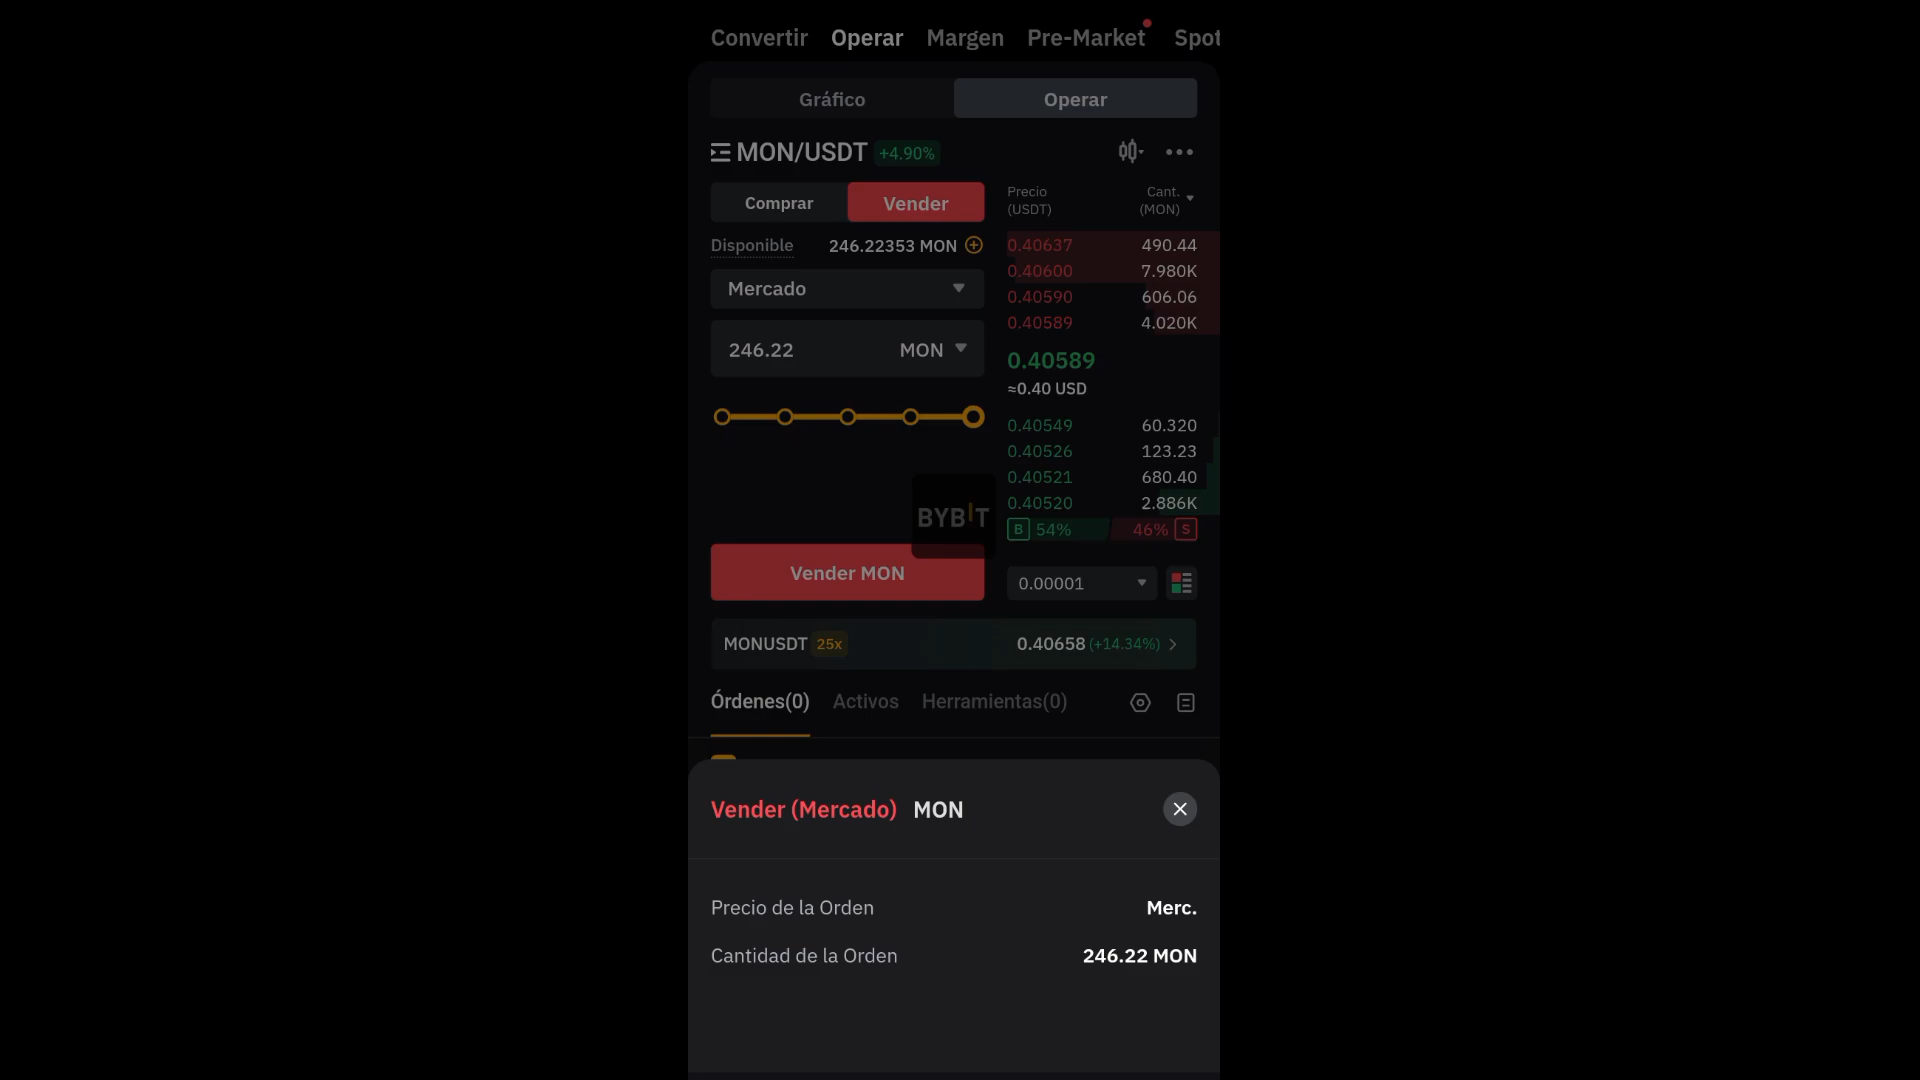 Convertir Operar Margen Pre-Market Spot
Gráfico Operar
MON/USDT +4.90%
Comprar Vender
Disponible 246.22353 MON
Mercado
246.22 MON
BYBIT
Vender MON
Precio (USDT) Cant. (MON)
0.40637 490.44
0.40600 7.980K
0.40590 606.06
0.40589 4.020K
0.40589
≈0.40 USD
0.40549 60.320
0.40526 123.23
0.40521 680.40
0.40520 2.886K
B 54% 46% S
0.00001
MONUSDT 25x 0.40658 (+14.34%)
Órdenes(0) Activos Herramientas(0)
Vender (Mercado) MON
Precio de la Orden Merc.
Cantidad de la Orden 246.22 MON